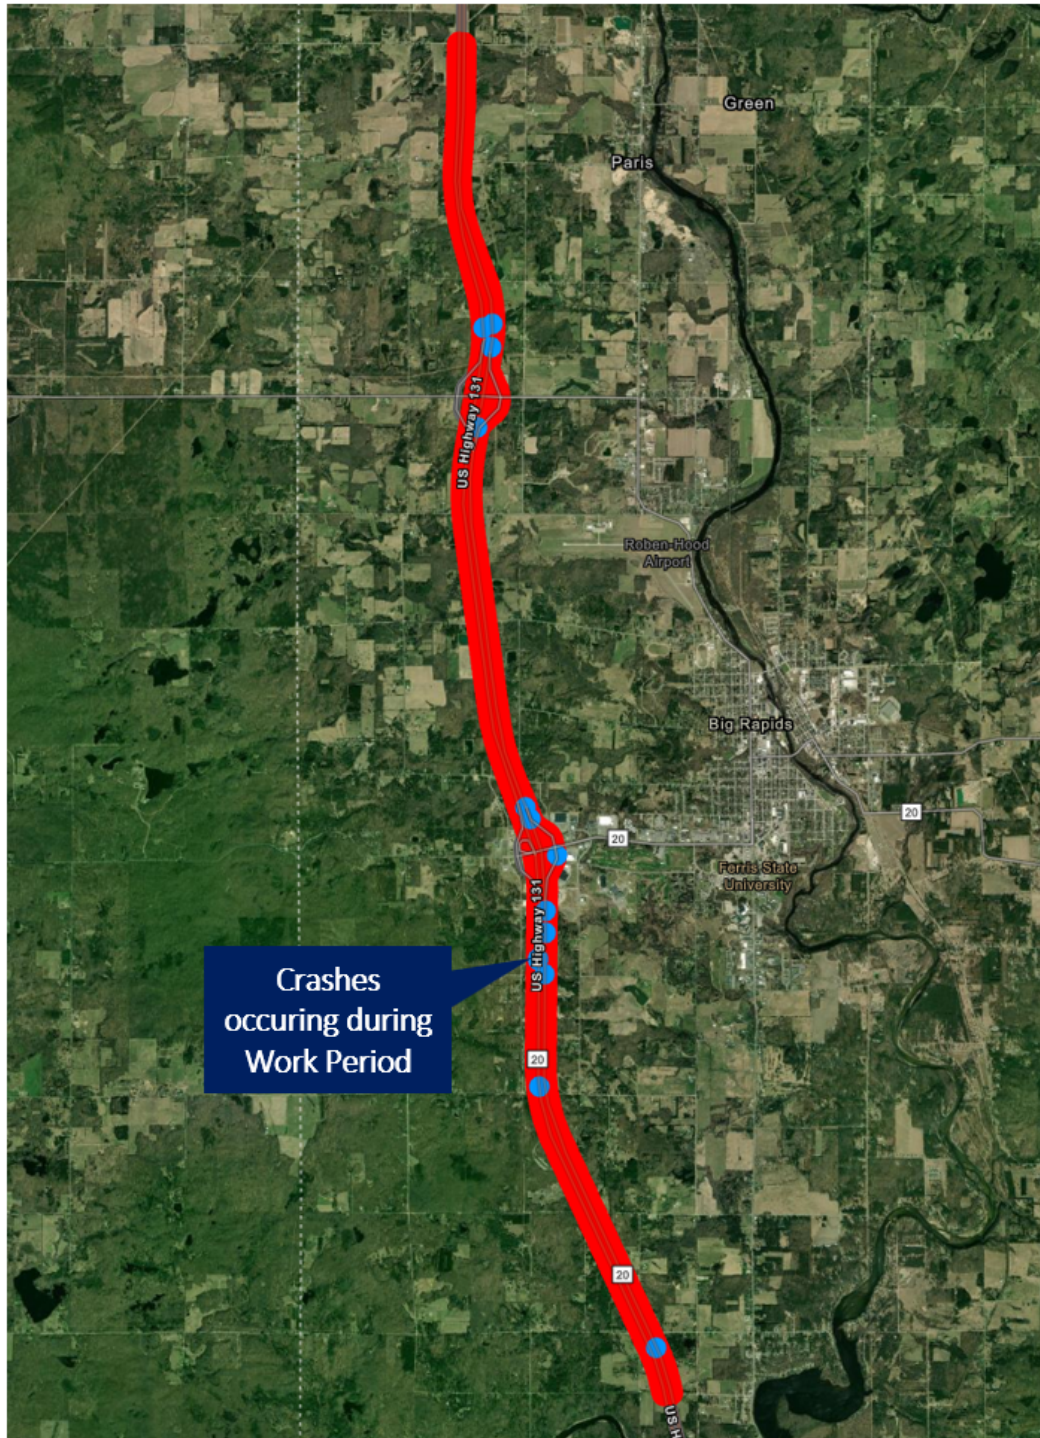 Green
Paris
US Highway 131
Roben-Hood
Airport
Big Rapids
20
20
Ferris State
University
US Highway 131
Crashes
occuring during
Work Period
20
20
US H